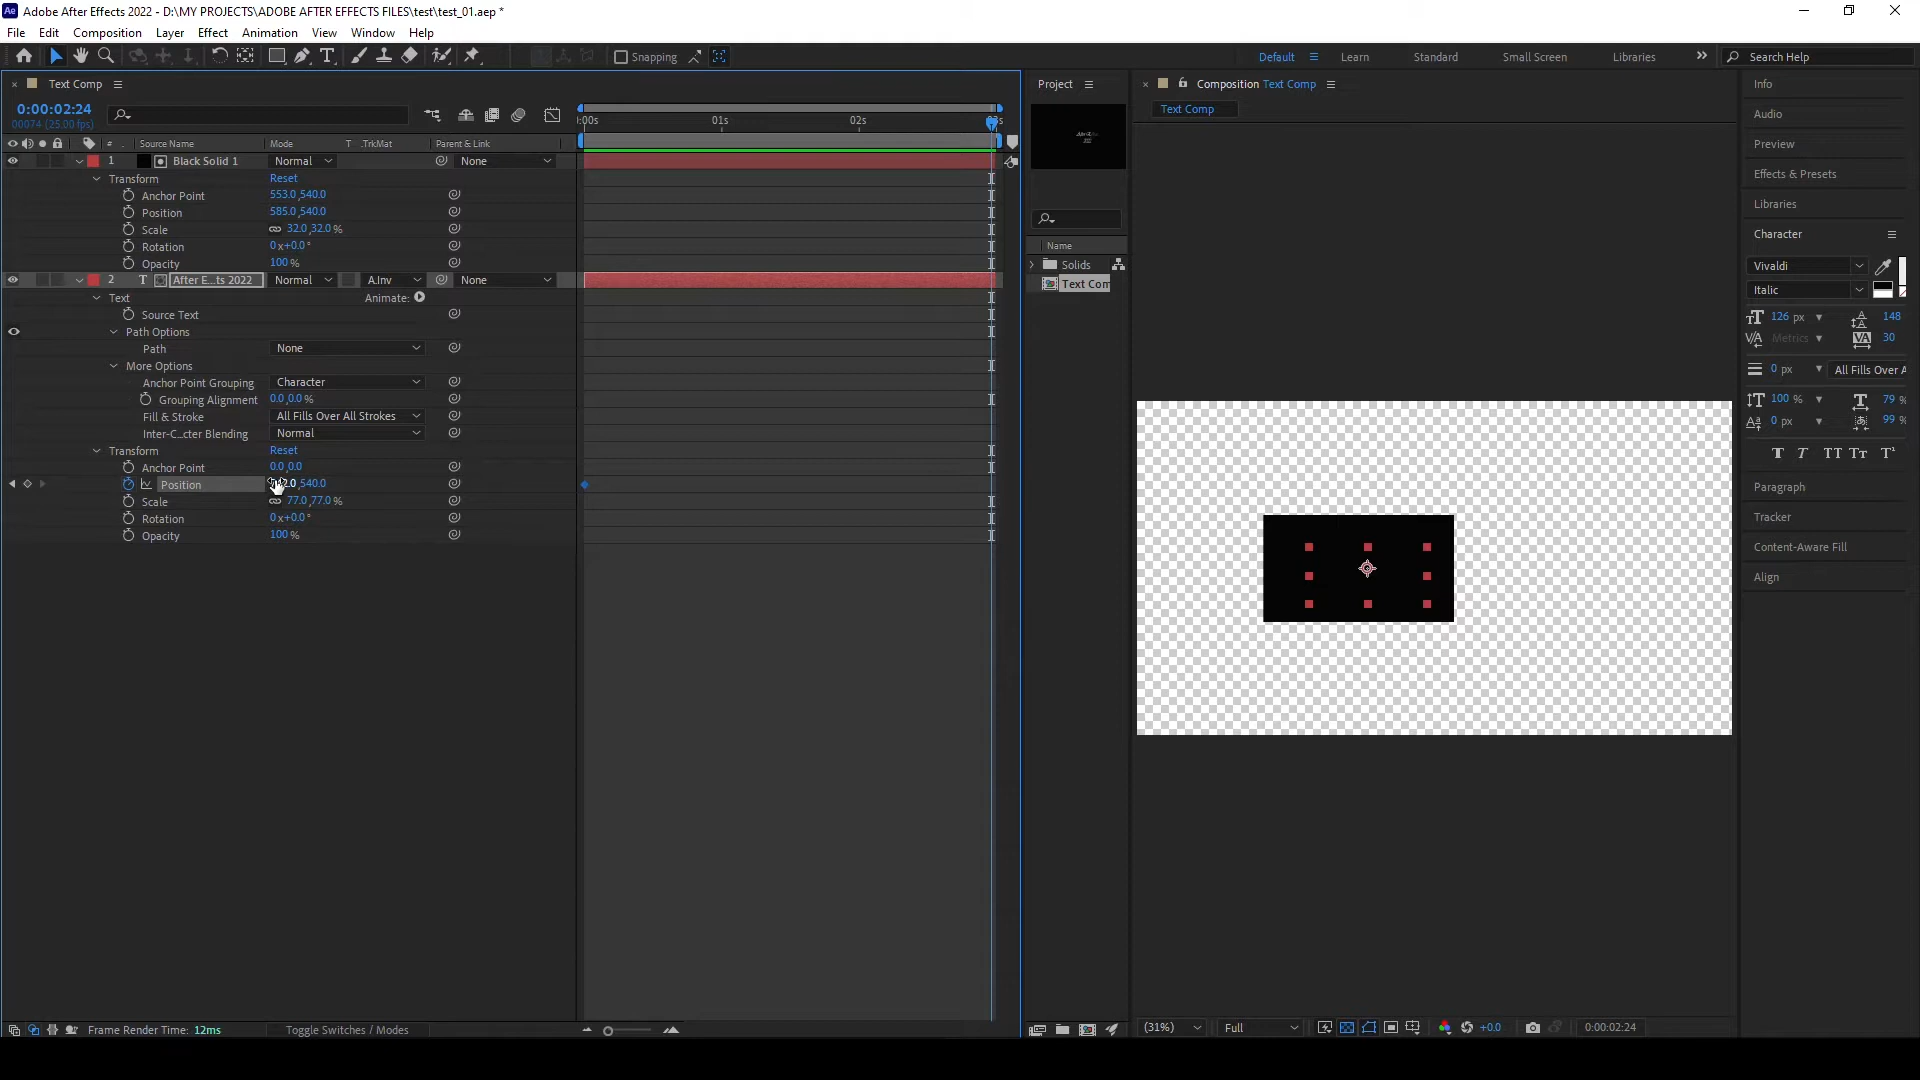 Adobe After Effects 2022 - D:\MY PROJECTS\ADOBE AFTER EFFECTS FILES\test\test_01.aep *
File Edit Composition Layer Effect Animation View Window Help
Snapping
Default Learn Standard Small Screen Libraries Search Help
Text Comp
0:00:02:24
00074 (25.00 fps)
:00s 01s 02s
# Source Name Mode T .TrkMat Parent & Link
1 Black Solid 1 Normal None
Transform Reset
Anchor Point 553.0,540.0
Position 585.0,540.0
Scale 32.0,32.0%
Rotation 0x+0.0°
Opacity 100%
2 T After E...ts 2022 Normal A.Inv None
Text Animate:
Source Text
Path Options
Path None
More Options
Anchor Point Grouping Character
Grouping Alignment 0.0,0.0%
Fill & Stroke All Fills Over All Strokes
Inter-C...cter Blending Normal
Transform Reset
Anchor Point 0.0,0.0
Position ,540.0
Scale 77.0,77.0%
Rotation 0x+0.0°
Opacity 100%
Frame Render Time: 12ms
Toggle Switches / Modes
Project
Name
Solids
Text Com
Composition Text Comp
Text Comp
(31%) Full +0.0 0:00:02:24
Info
Audio
Preview
Effects & Presets
Libraries
Character
Vivaldi
Italic
126 px 148
Metrics 30
0 px All Fills Over A
100 % 79 %
0 px 99 %
T T TT Tt T¹
Paragraph
Tracker
Content-Aware Fill
Align